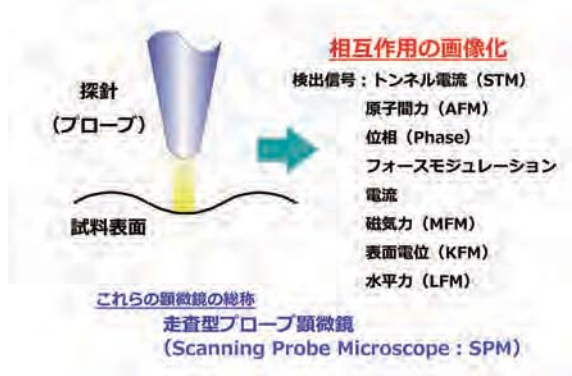 探針
（プローブ）
試料表面
相互作用の画像化
検出信号：トンネル電流（STM）
原子間力（AFM）
位相（Phase）
フォースモジュレーション
電流
磁気力（MFM）
表面電位（KFM）
水平力（LFM）
これらの顕微鏡の総称
走査型プローブ顕微鏡
（Scanning Probe Microscope：SPM）